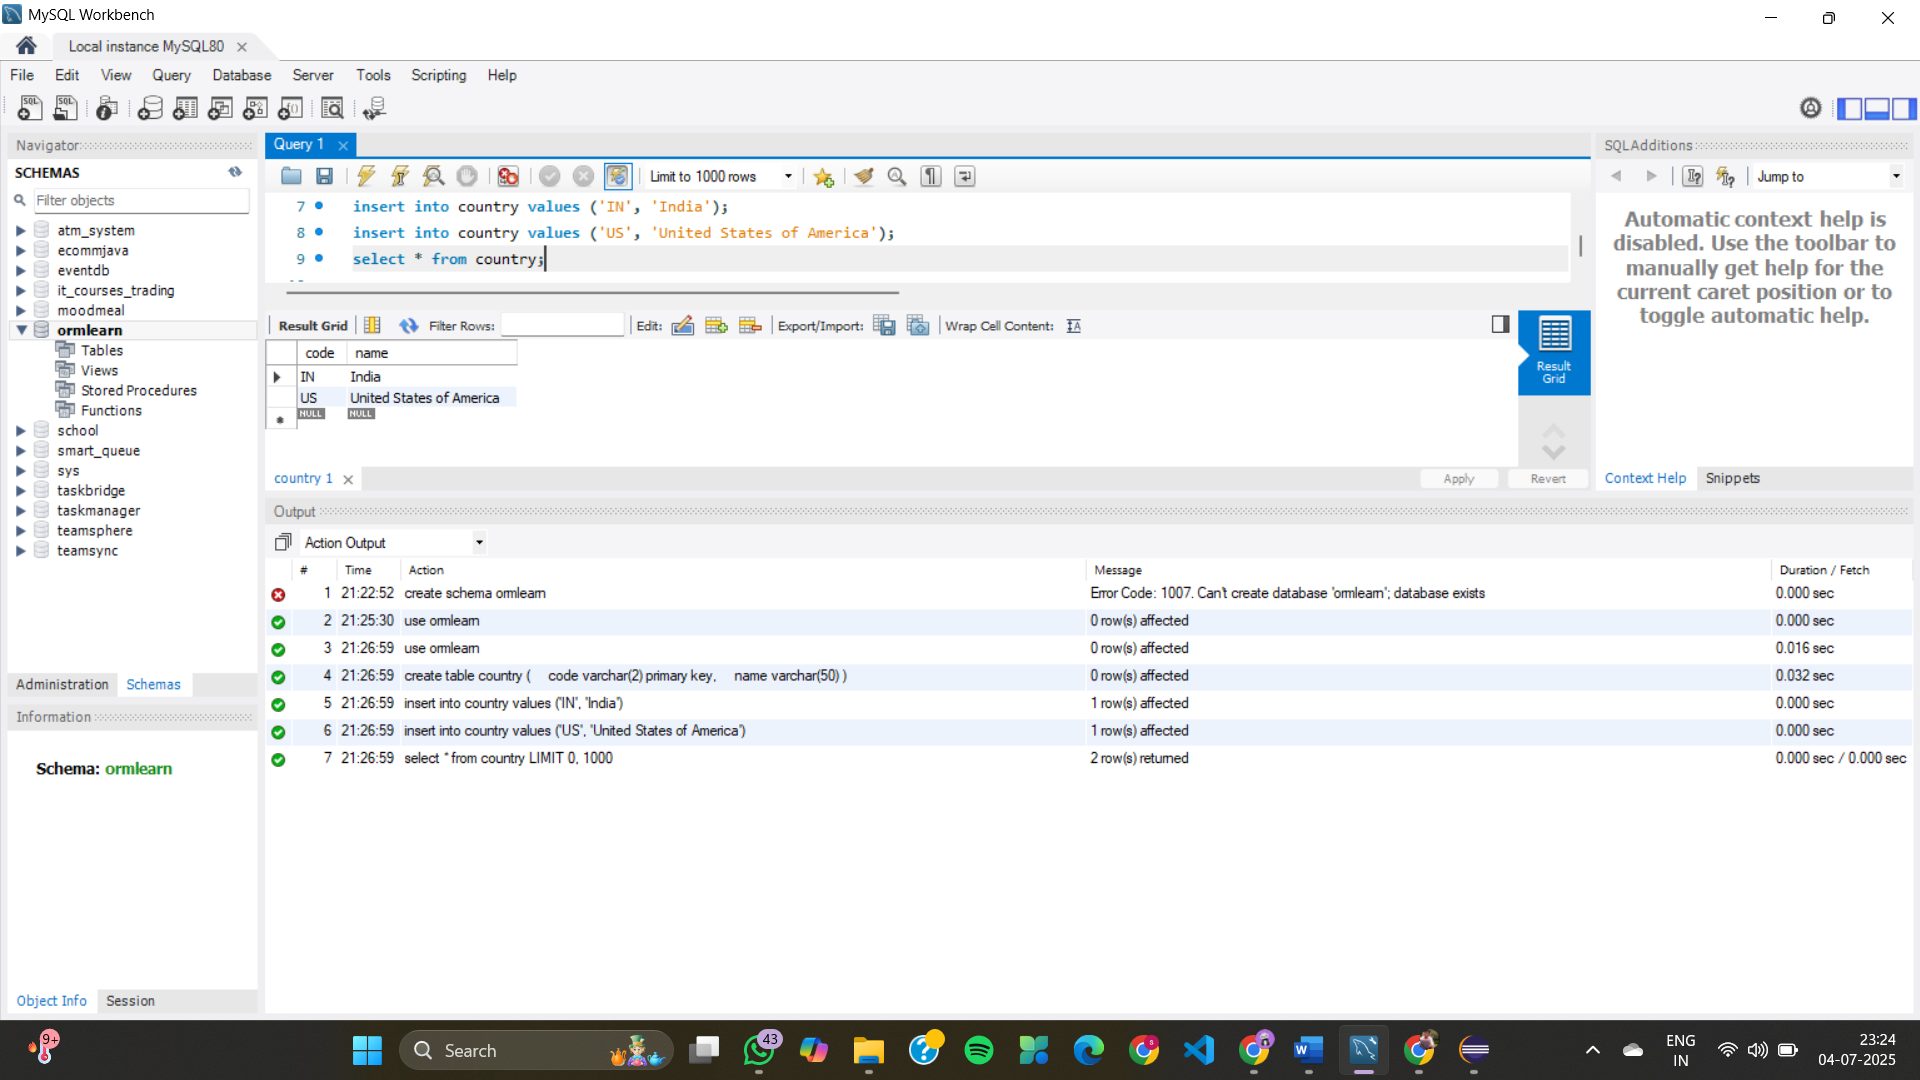 MySQL Workbench
Local instance MySQL80
File Edit View Query Database Server Tools Scripting Help
Navigator
SCHEMAS
Filter objects
atm_system
ecommjava
eventdb
it_courses_trading
moodmeal
ormlearn
Tables
Views
Stored Procedures
Functions
school
smart_queue
sys
taskbridge
taskmanager
teamsphere
teamsync
Administration Schemas
Information
Schema: ormlearn
Object Info Session
Query 1
Limit to 1000 rows
7 insert into country values ('IN', 'India');
8 insert into country values ('US', 'United States of America');
9 select * from country;
Result Grid Filter Rows: Edit: Export/Import: Wrap Cell Content:
code name
IN India
US United States of America
NULL NULL
Result
Grid
country 1
Apply Revert
SQLAdditions
Jump to
Automatic context help is
disabled. Use the toolbar to
manually get help for the
current caret position or to
toggle automatic help.
Context Help Snippets
Output
Action Output
# Time Action Message Duration / Fetch
1 21:22:52 create schema ormlearn Error Code: 1007. Can't create database 'ormlearn'; database exists 0.000 sec
2 21:25:30 use ormlearn 0 row(s) affected 0.000 sec
3 21:26:59 use ormlearn 0 row(s) affected 0.016 sec
4 21:26:59 create table country ( code varchar(2) primary key, name varchar(50) ) 0 row(s) affected 0.032 sec
5 21:26:59 insert into country values ('IN', 'India') 1 row(s) affected 0.000 sec
6 21:26:59 insert into country values ('US', 'United States of America') 1 row(s) affected 0.000 sec
7 21:26:59 select * from country LIMIT 0, 1000 2 row(s) returned 0.000 sec / 0.000 sec
9+
Search
43
ENG
IN
23:24
04-07-2025